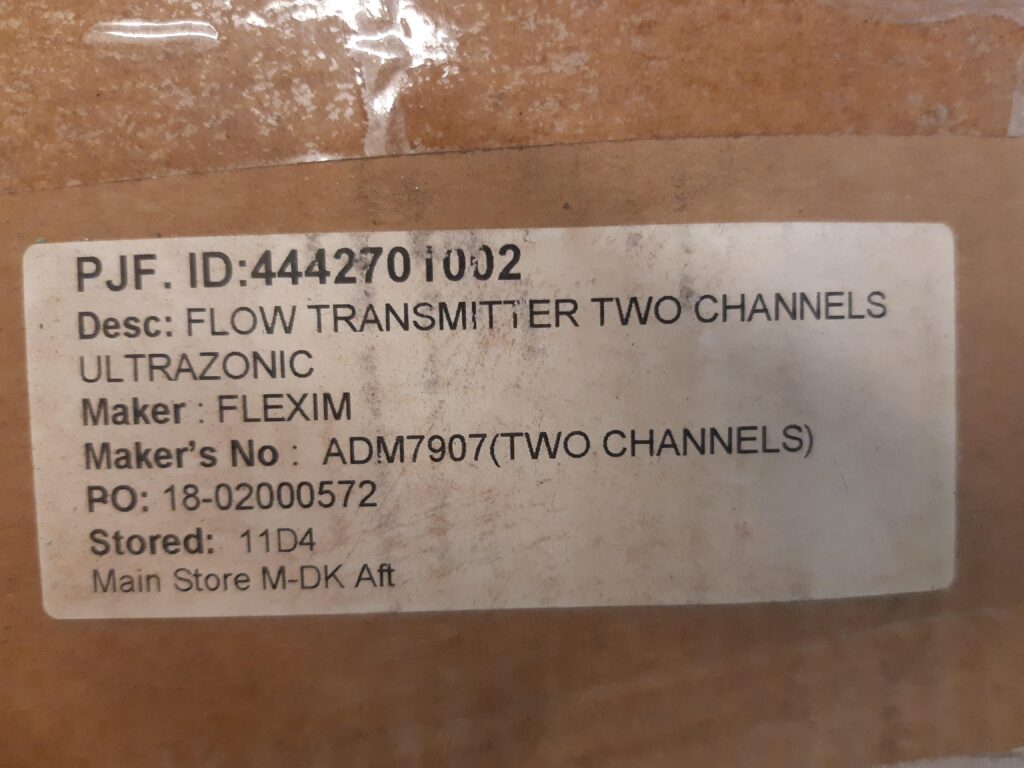 PJF. ID:4442701002
Desc: FLOW TRANSMITTER TWO CHANNELS
ULTRAZONIC
Maker : FLEXIM
Maker's No : ADM7907(TWO CHANNELS)
PO: 18-02000572
Stored: 11D4
Main Store M-DK Aft